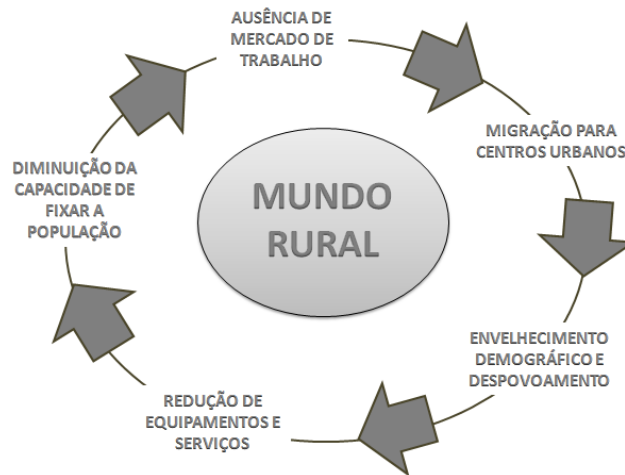 AUSÊNCIA DE
MERCADO DE
TRABALHO
MIGRAÇÃO PARA
CENTROS URBANOS
ENVELHECIMENTO
DEMOGRÁFICO E
DESPOVOAMENTO
REDUÇÃO DE
EQUIPAMENTOS E
SERVIÇOS
DIMINUIÇÃO DA
CAPACIDADE DE
FIXAR A
POPULAÇÃO
MUNDO
RURAL